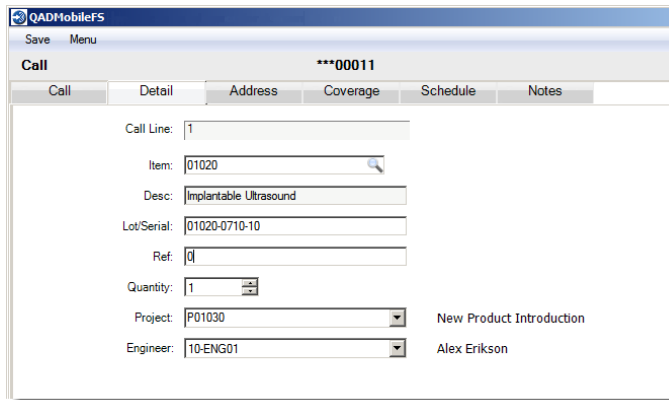 QADMobileFS
Save Menu
Call ***00011
Call Detail Address Coverage Schedule Notes
Call Line: 1
Item: 01020
Desc: Implantable Ultrasound
Lot/Serial: 01020-0710-10
Ref: 0
Quantity: 1
Project: P01030 New Product Introduction
Engineer: 10-ENG01 Alex Erikson